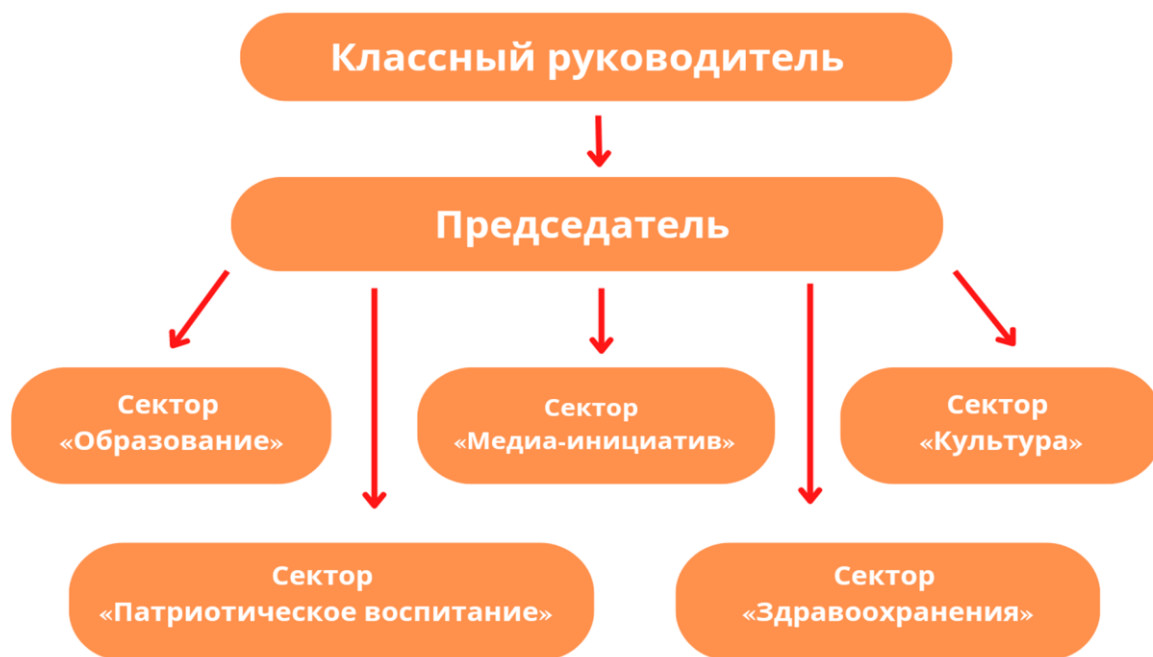 Классный руководитель
Председатель
Сектор
«Образование»
Сектор
«Медиа-инициатив»
Сектор
«Культура»
Сектор
«Патриотическое воспитание»
Сектор
«Здравоохранения»